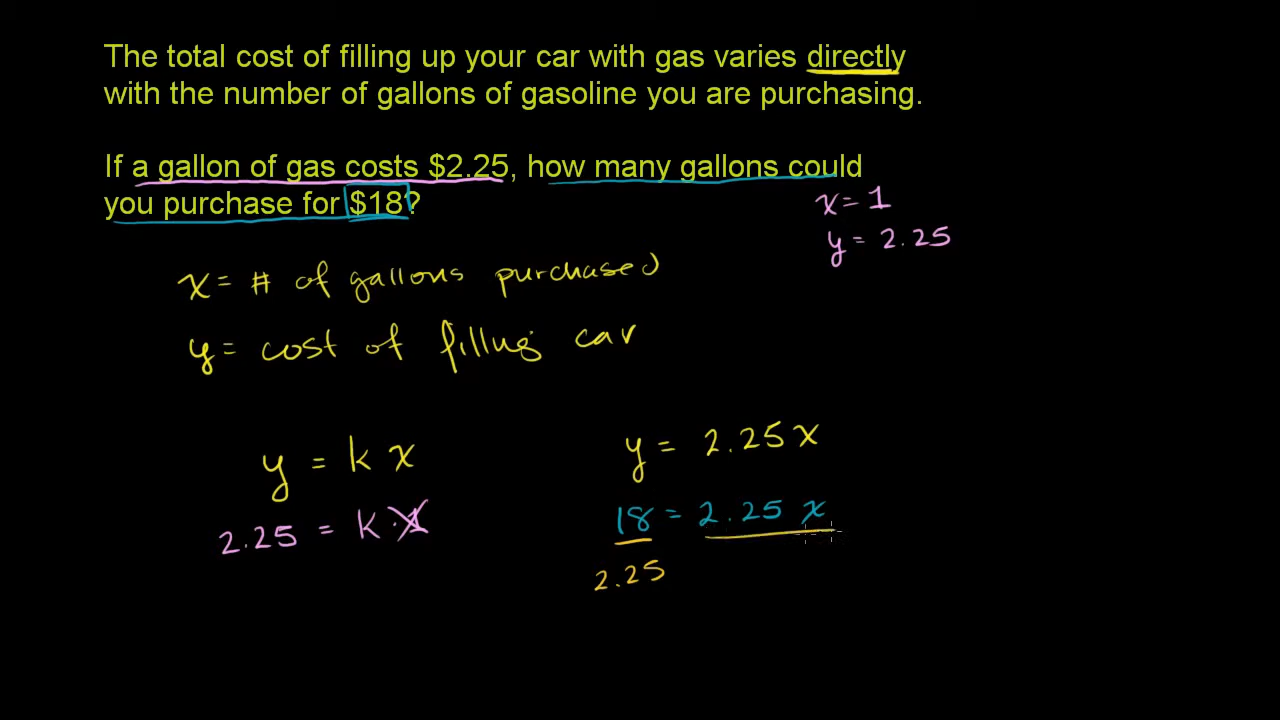 The total cost of filling up your car with gas varies directly
with the number of gallons of gasoline you are purchasing.
If a gallon of gas costs $2.25, how many gallons could
you purchase for $18?
x = 1
y = 2.25
x = # of gallons purchased
y = cost of filling car
y = k x
y = 2.25x
2.25 = k · 1
18 = 2.25 x
2.25